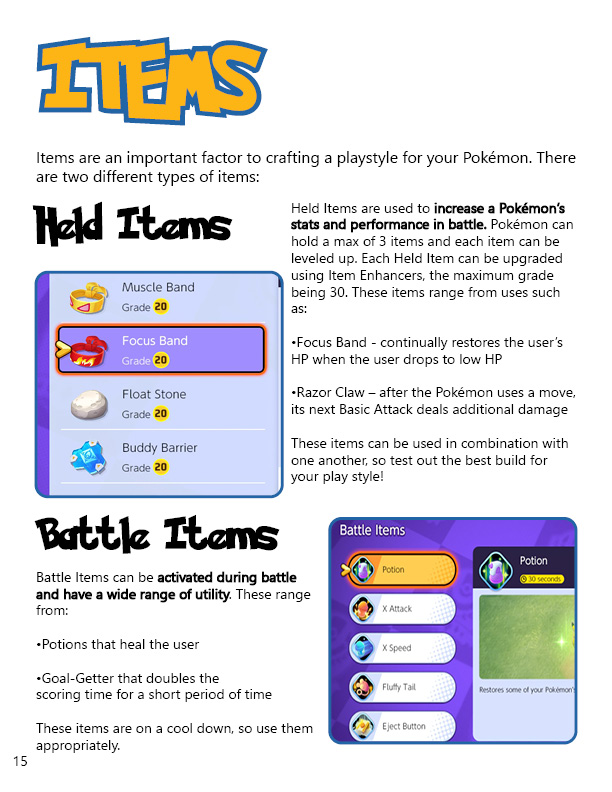 ITEMS
Items are an important factor to crafting a playstyle for your Pokémon. There
are two different types of items:
Held Items
Held Items are used to increase a Pokémon's
stats and performance in battle. Pokémon can
hold a max of 3 items and each item can be
leveled up. Each Held Item can be upgraded
using Item Enhancers, the maximum grade
being 30. These items range from uses such
as:
•Focus Band - continually restores the user's
HP when the user drops to low HP
•Razor Claw – after the Pokémon uses a move,
its next Basic Attack deals additional damage
These items can be used in combination with
one another, so test out the best build for
your play style!
Muscle Band
Grade 20
Focus Band
Grade 20
Float Stone
Grade 20
Buddy Barrier
Grade 20
Battle Items
Battle Items can be activated during battle
and have a wide range of utility. These range
from:
•Potions that heal the user
•Goal-Getter that doubles the
scoring time for a short period of time
These items are on a cool down, so use them
appropriately.
Battle Items
Potion
X Attack
X Speed
Fluffy Tail
Eject Button
Potion
30 seconds
Restores some of your Pokémon's
15